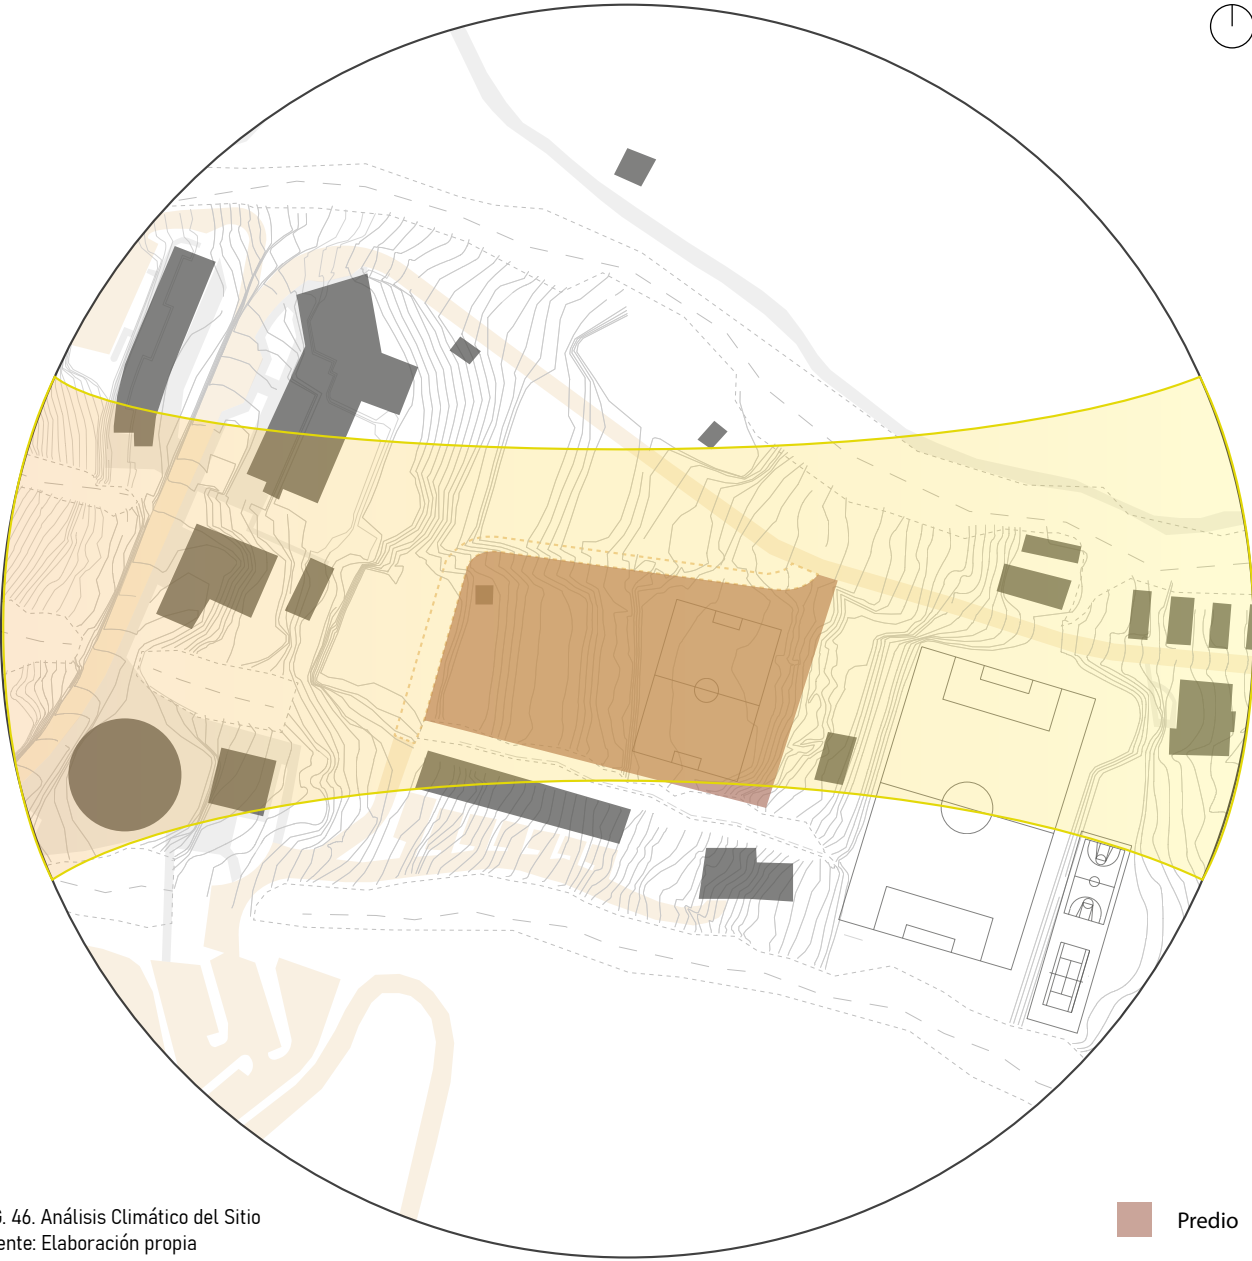 . 46. Análisis Climático del Sitio
ente: Elaboración propia
Predio